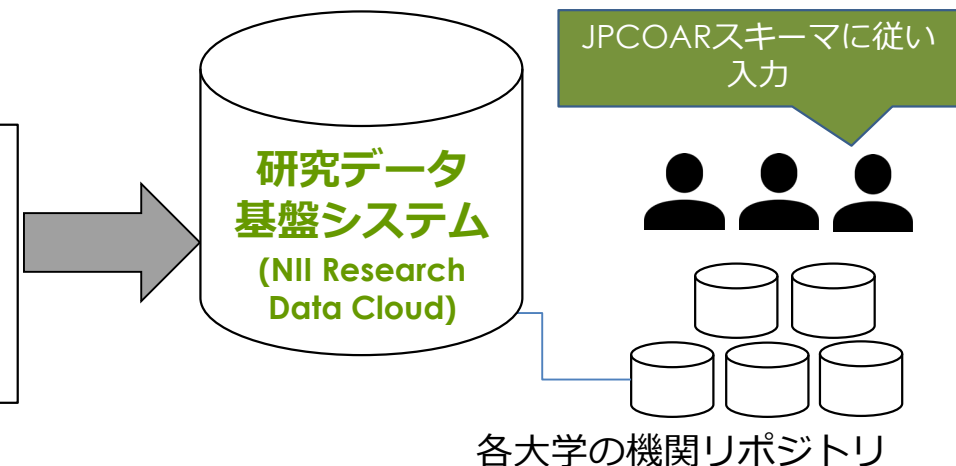 JPCOARスキーマに従い
入力
研究データ
基盤システム
(NII Research
Data Cloud)
各大学の機関リポジトリ